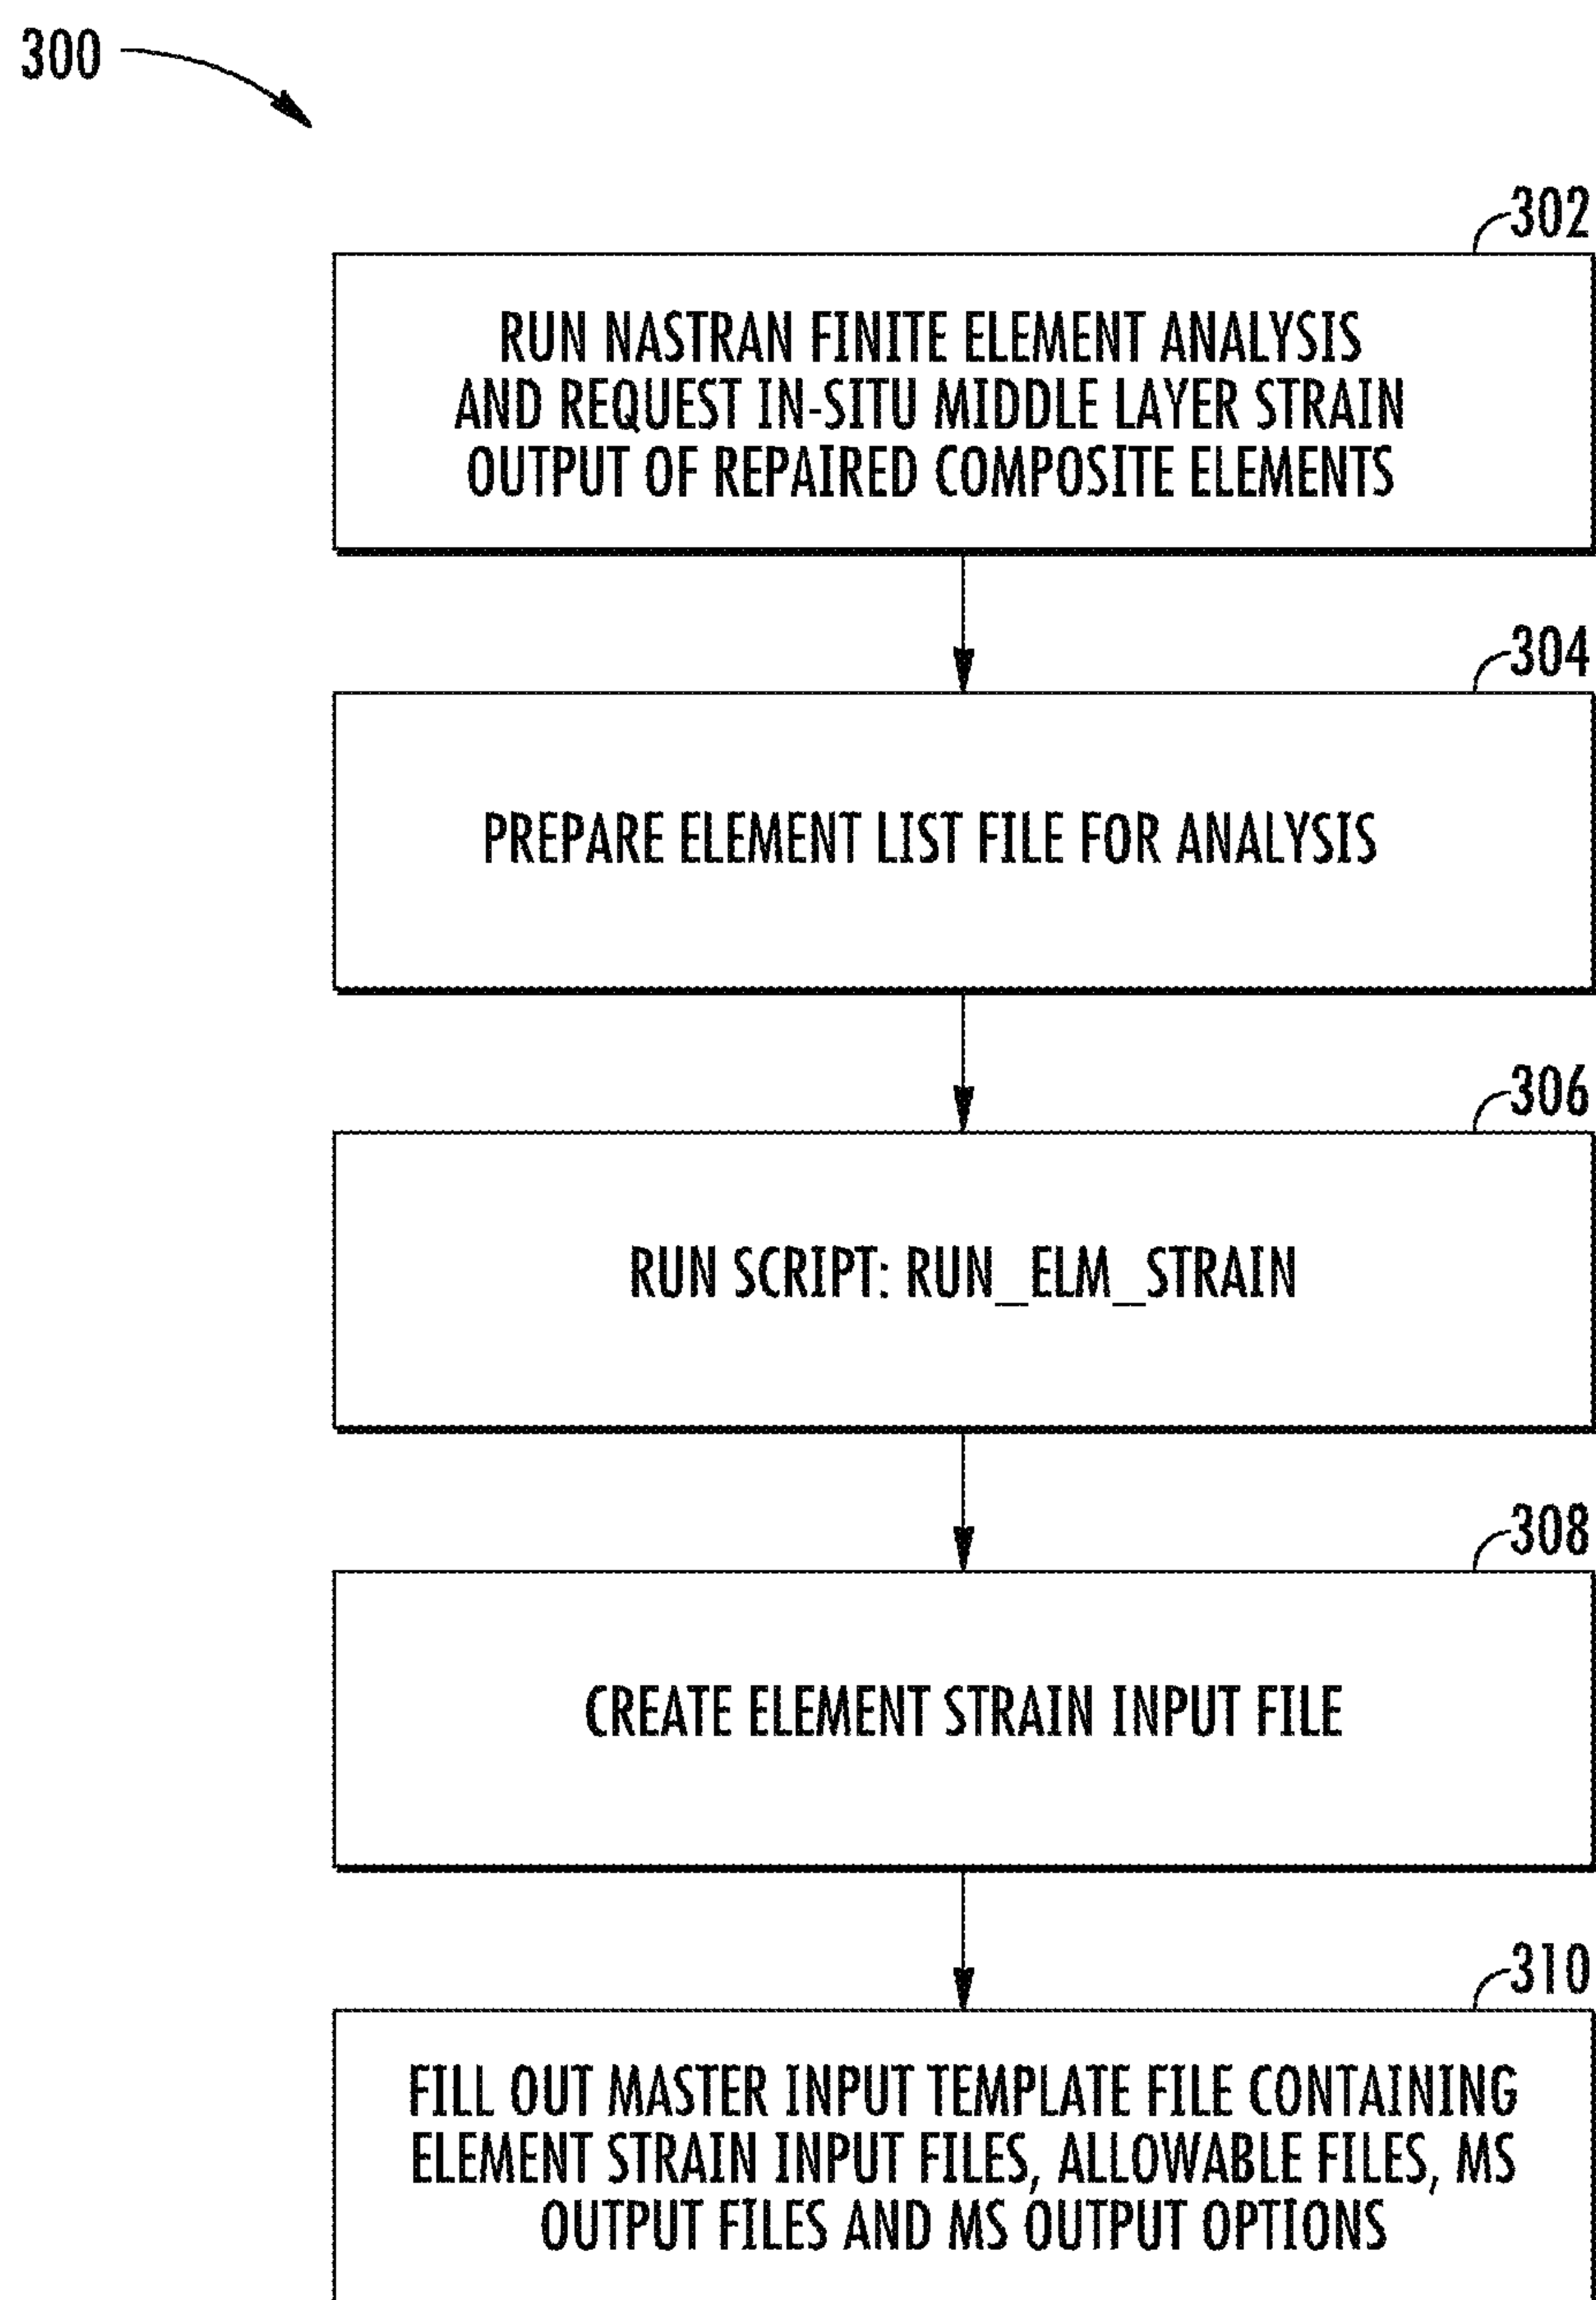 300
302
RUN NASTRAN FINITE ELEMENT ANALYSIS
AND REQUEST IN-SITU MIDDLE LAYER STRAIN
OUTPUT OF REPAIRED COMPOSITE ELEMENTS
304
PREPARE ELEMENT LIST FILE FOR ANALYSIS
306
RUN SCRIPT: RUN_ELM_STRAIN
308
CREATE ELEMENT STRAIN INPUT FILE
310
FILL OUT MASTER INPUT TEMPLATE FILE CONTAINING
ELEMENT STRAIN INPUT FILES, ALLOWABLE FILES, MS
OUTPUT FILES AND MS OUTPUT OPTIONS